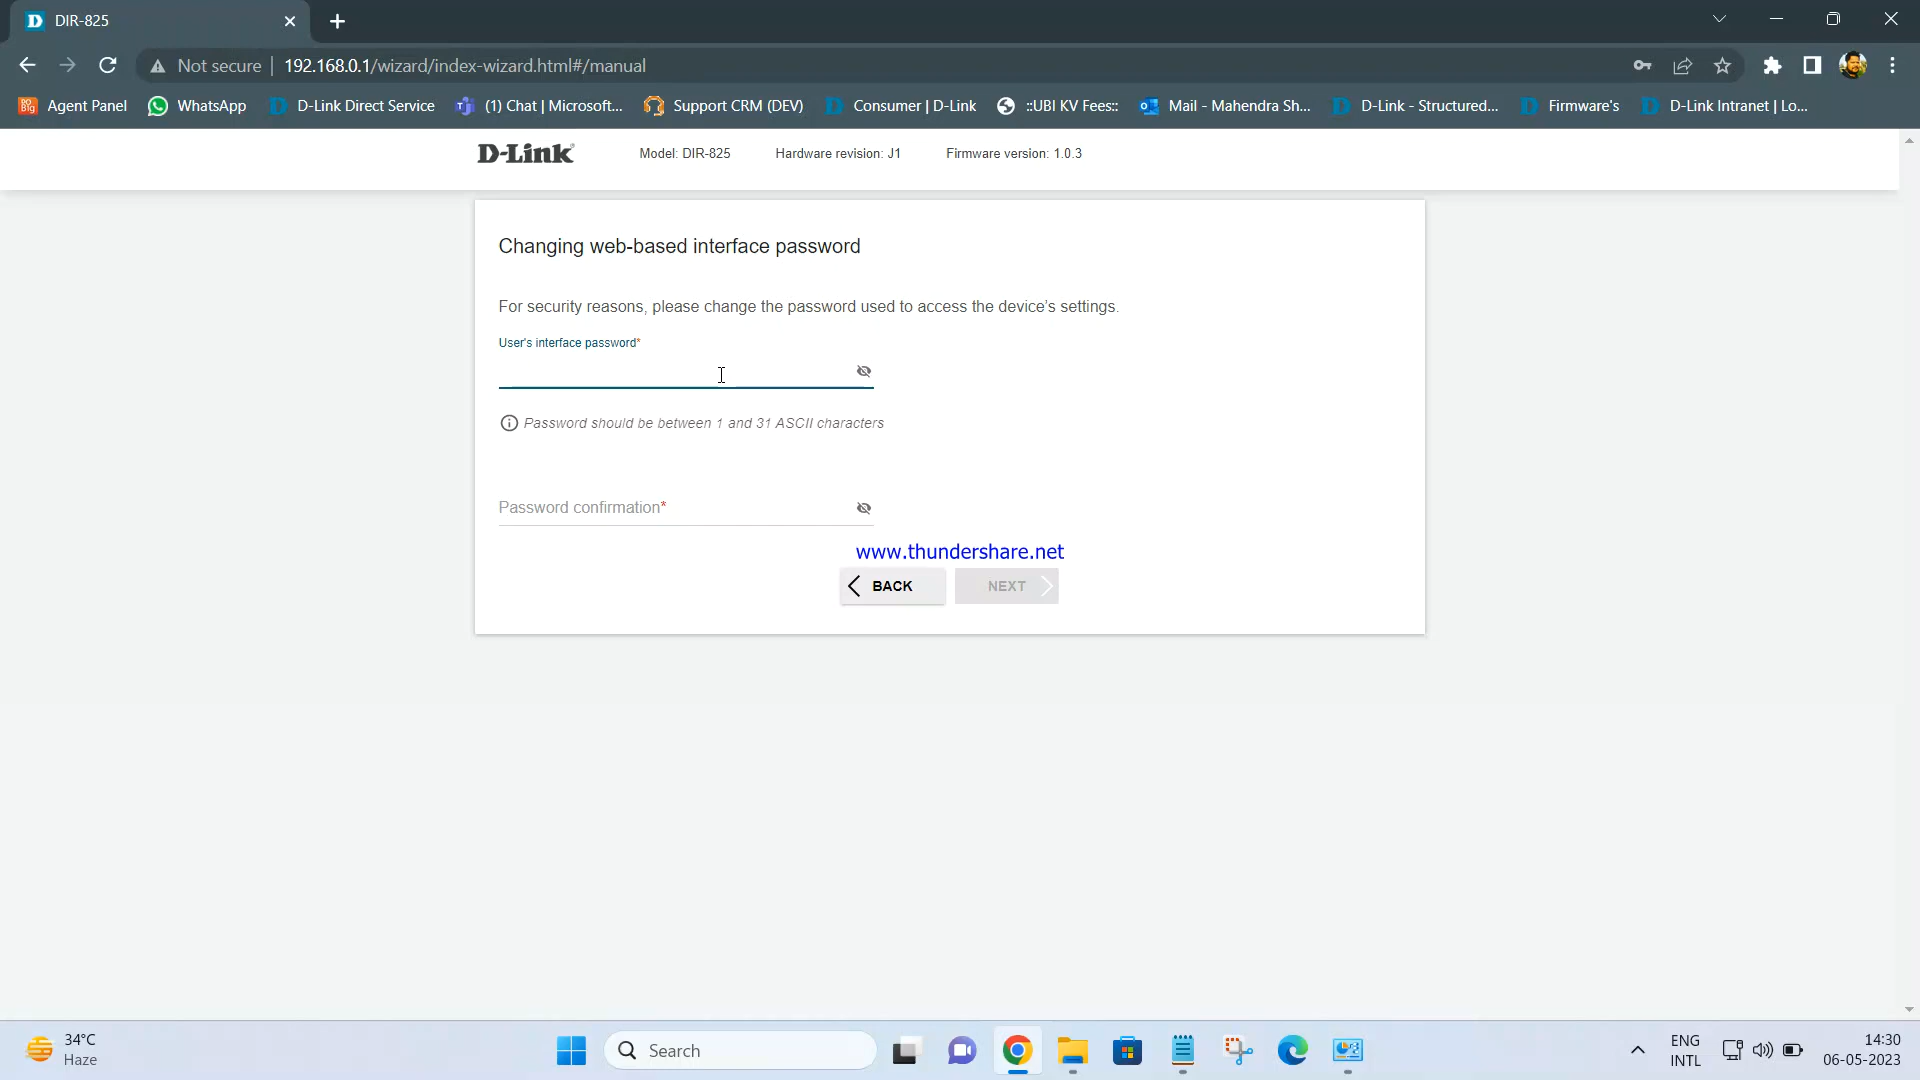 DIR-825
Not secure
192.168.0.1/wizard/index-wizard.html#/manual
Agent Panel
WhatsApp
D-Link Direct Service
(1) Chat | Microsoft...
Support CRM (DEV)
Consumer | D-Link
::UBI KV Fees::
Mail - Mahendra Sh...
D-Link - Structured...
Firmware's
D-Link Intranet | Lo...
D-Link
Model: DIR-825
Hardware revision: J1
Firmware version: 1.0.3
Changing web-based interface password
For security reasons, please change the password used to access the device's settings.
User's interface password*
Password should be between 1 and 31 ASCII characters
Password confirmation*
www.thundershare.net
BACK
NEXT
34°C
Haze
Search
ENG
INTL
14:30
06-05-2023